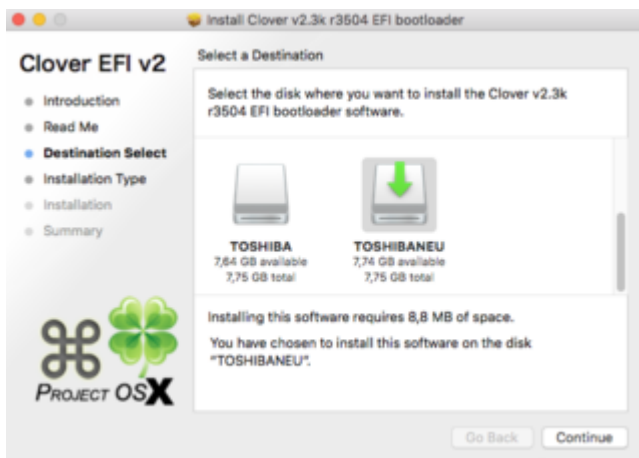 Install Clover v2.3k r3504 EFI bootloader
Clover EFI v2
Introduction
Read Me
Destination Select
Installation Type
Installation
Summary
PROJECT OSX
Select a Destination
Select the disk where you want to install the Clover v2.3k
r3504 EFI bootloader software.
TOSHIBA
7,64 GB available
7,75 GB total
TOSHIBANEU
7,74 GB available
7,75 GB total
Installing this software requires 8,8 MB of space.
You have chosen to install this software on the disk
"TOSHIBANEU".
Go Back
Continue